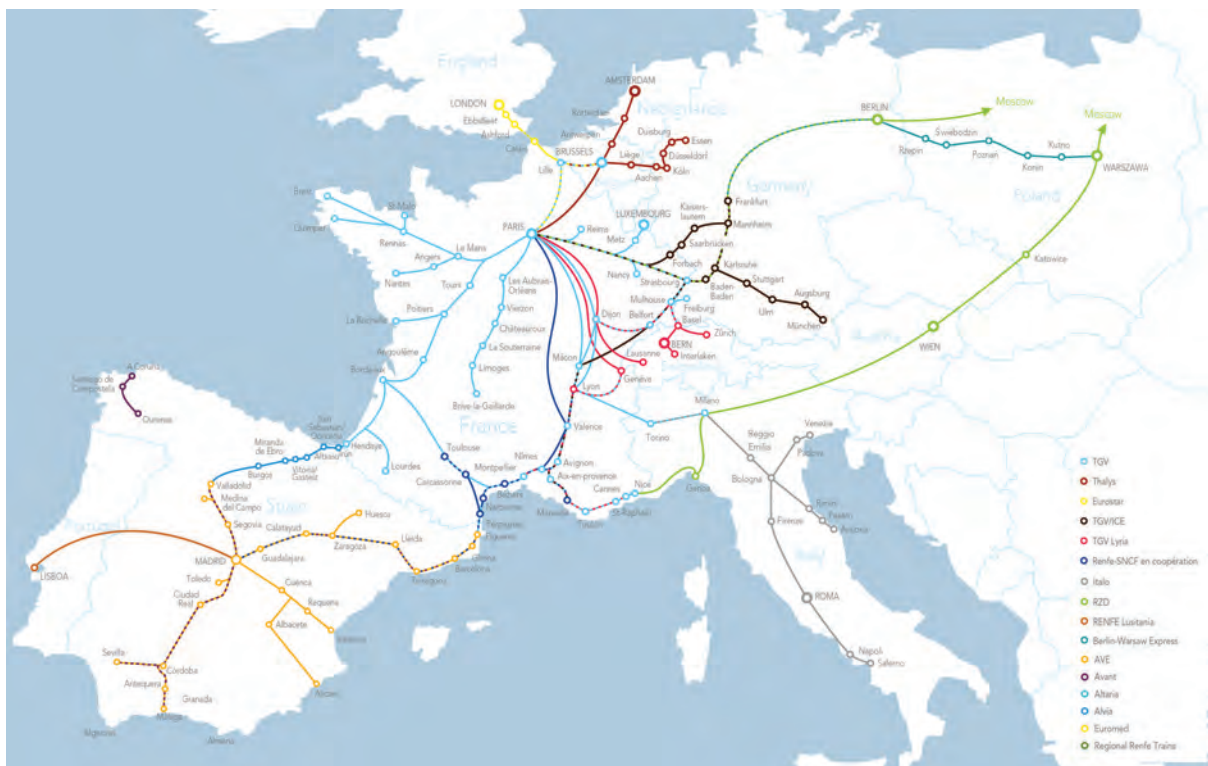 England
LONDON
Ebbsfleet
Ashford
Calais
Lille
AMSTERDAM
Netherlands
Rotterdam
Antwerpen
BRUSSELS
Liège
Aachen
Köln
Duisburg
Essen
Düsseldorf
BERLIN
Moscow
Moscow
Rzepin
Świebodzin
Poznań
Konin
Kutno
WARSZAWA
Poland
Katowice
WIEN
Germany
Frankfurt
Mannheim
Kaisers-
lautern
Saarbrücken
Forbach
LUXEMBOURG
Metz
Nancy
Reims
PARIS
Strasbourg
Karlsruhe
Baden
Baden
Stuttgart
Ulm
Augsburg
München
Mulhouse
Freiburg
Basel
Belfort
Zürich
BERN
Interlaken
Lausanne
Genève
Dijon
Mâcon
Lyon
Brest
St-Malo
Quimper
Rennes
Le Mans
Angers
Nantes
Tours
Poitiers
La Rochelle
Angoulême
Bordeaux
Les Aubrais-
Orléans
Vierzon
Châteauroux
La Souterraine
Limoges
Brive-la-Gaillarde
France
Valence
Torino
Milano
Genoa
Nice
Cannes
St-Raphaël
Toulon
Marseille
Aix-en-provence
Avignon
Nîmes
Montpellier
Béziers
Narbonne
Carcassonne
Toulouse
Perpignan
Figueres
Girona
Barcelona
Tarragona
Lleida
Huesca
Zaragoza
Calatayud
Guadalajara
MADRID
Hendaye
Irun
Lourdes
San
Sebastian/
Vitoria/
Gasteiz
Miranda
de Ebro
Burgos
Valladolid
Medina
del Campo
Segovia
Spain
Portugal
LISBOA
A Coruña
Santiago de
Compostela
Ourense
Toledo
Ciudad
Real
Cuenca
Requena
Valencia
Albacete
Alicante
Sevilla
Córdoba
Antequera
Granada
Málaga
Algeciras
Almería
Reggio
Emilia
Bologna
Venezia
Padova
Rimini
Pesaro
Ancona
Firenze
Italy
ROMA
Napoli
Salerno
TGV
Thalys
Eurostar
TGV/ICE
TGV Lyria
Renfe-SNCF en coopération
Italo
RZD
RENFE Lusitania
Berlin-Warsaw Express
AVE
Avant
Altaria
Alvia
Euromed
Regional Renfe Trains